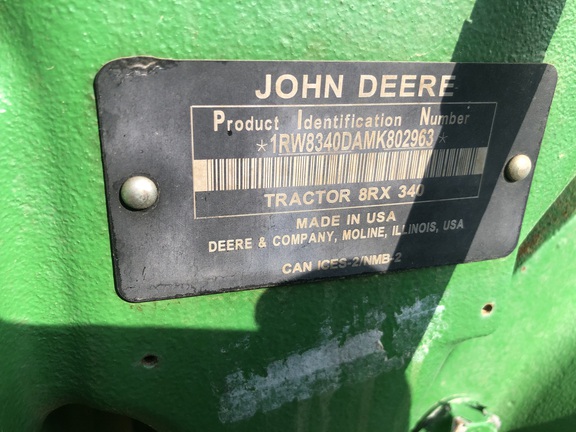 JOHN DEERE
Product Identification Number
*1RW8340DAMK802963*
TRACTOR 8RX 340
MADE IN USA
DEERE & COMPANY, MOLINE, ILLINOIS, USA
CAN ICES-2/NMB-2